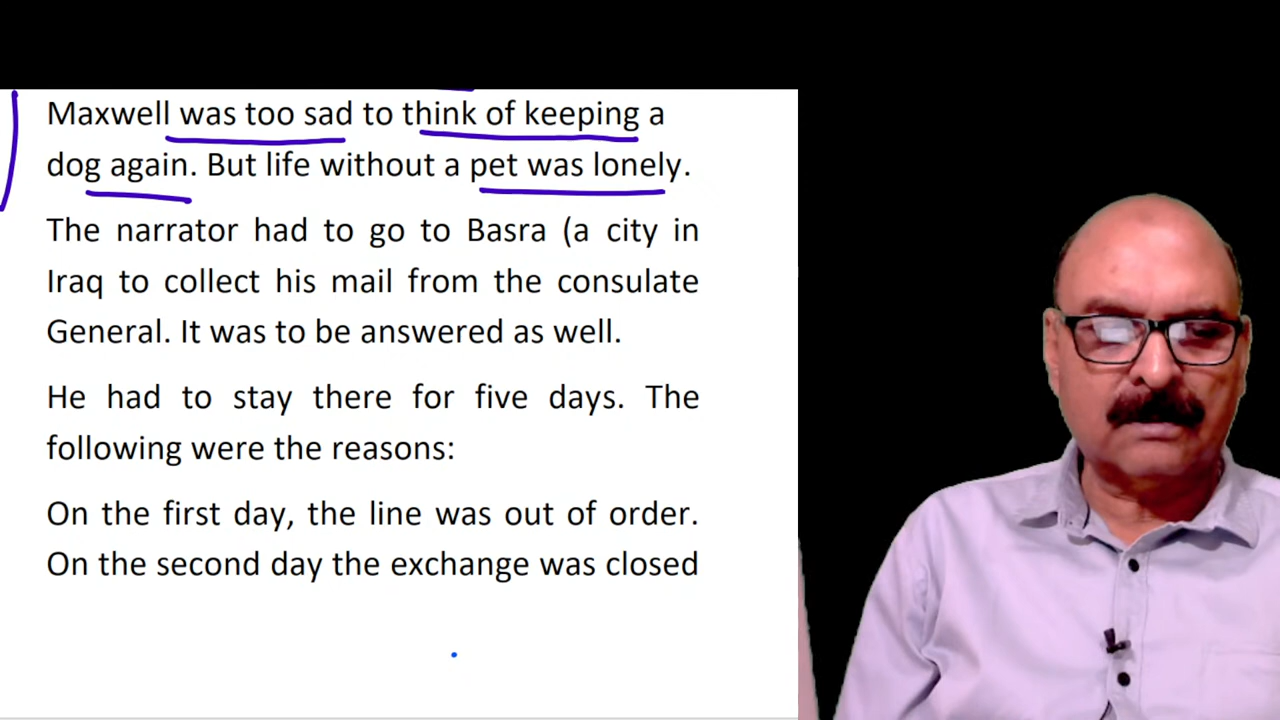 Maxwell was too sad to think of keeping a
dog again. But life without a pet was lonely.
The narrator had to go to Basra (a city in
Iraq to collect his mail from the consulate
General. It was to be answered as well.
He had to stay there for five days. The
following were the reasons:
On the first day, the line was out of order.
On the second day the exchange was closed